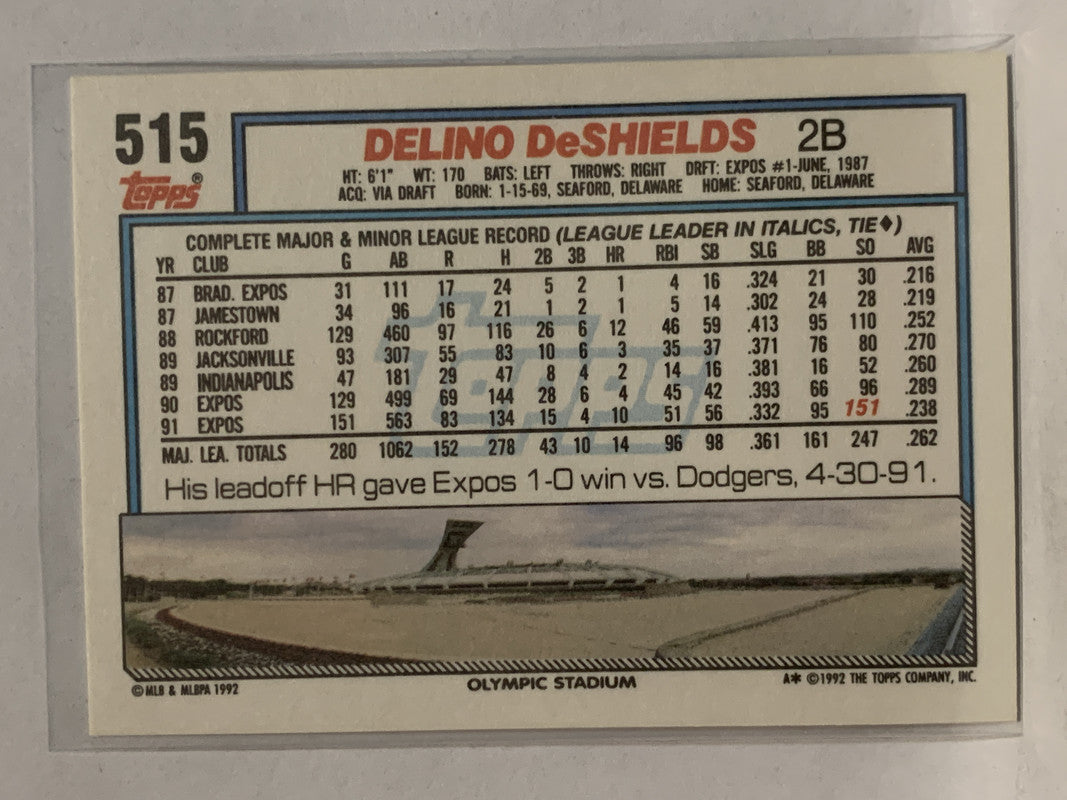 515
Topps®
DELINO DeSHIELDS 2B
HT: 6'1" WT: 170 BATS: LEFT THROWS: RIGHT DRFT: EXPOS #1-JUNE, 1987
ACQ: VIA DRAFT BORN: 1-15-69, SEAFORD, DELAWARE HOME: SEAFORD, DELAWARE
COMPLETE MAJOR & MINOR LEAGUE RECORD (LEAGUE LEADER IN ITALICS, TIE♦)
YR CLUB G AB R H 2B 3B HR RBI SB SLG BB SO AVG
87 BRAD. EXPOS 31 111 17 24 5 2 1 4 16 .324 21 30 .216
87 JAMESTOWN 34 96 16 21 1 2 1 5 14 .302 24 28 .219
88 ROCKFORD 129 460 97 116 26 6 12 46 59 .413 95 110 .252
89 JACKSONVILLE 93 307 55 83 10 6 3 35 37 .371 76 80 .270
89 INDIANAPOLIS 47 181 29 47 8 4 2 14 16 .381 16 52 .260
90 EXPOS 129 499 69 144 28 6 4 45 42 .393 66 96 .289
91 EXPOS 151 563 83 134 15 4 10 51 56 .332 95 151 .238
MAJ. LEA. TOTALS 280 1062 152 278 43 10 14 96 98 .361 161 247 .262
Topps
His leadoff HR gave Expos 1-0 win vs. Dodgers, 4-30-91.
© MLB & MLBPA 1992 OLYMPIC STADIUM A* ©1992 THE TOPPS COMPANY, INC.